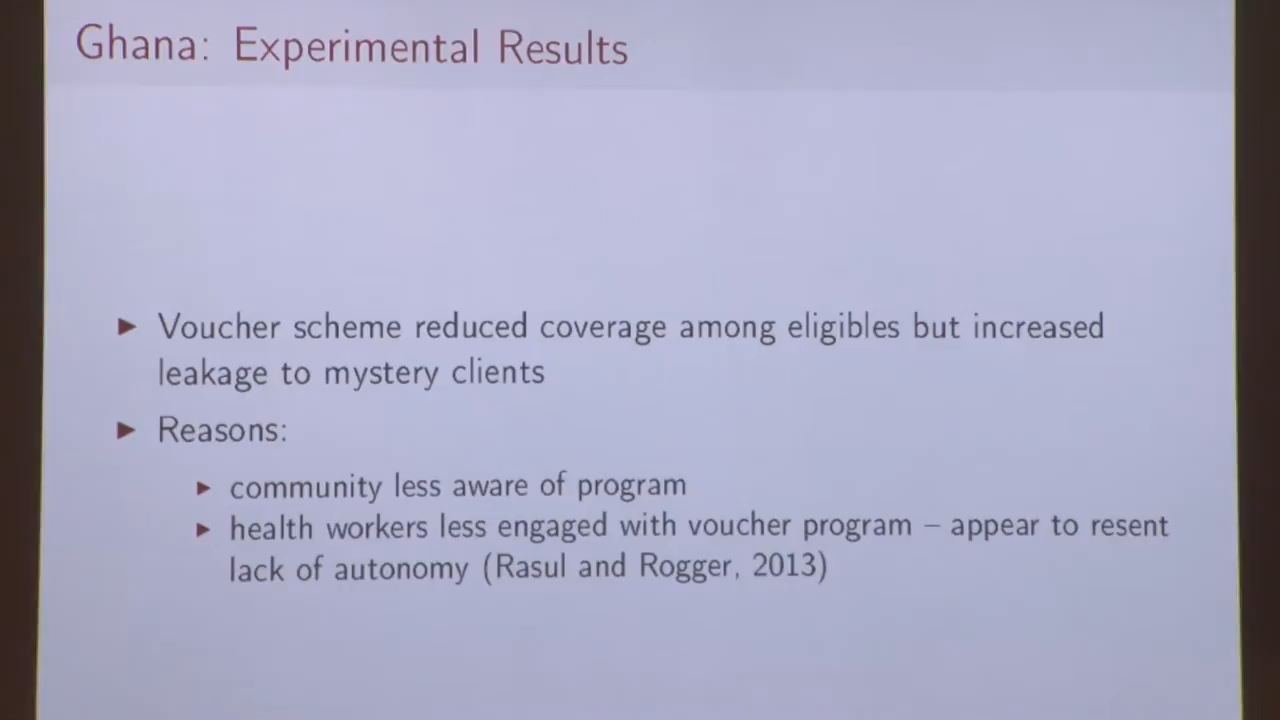 Ghana: Experimental Results
▶ Voucher scheme reduced coverage among eligibles but increased
leakage to mystery clients
▶ Reasons:
▶ community less aware of program
▶ health workers less engaged with voucher program – appear to resent
lack of autonomy (Rasul and Rogger, 2013)